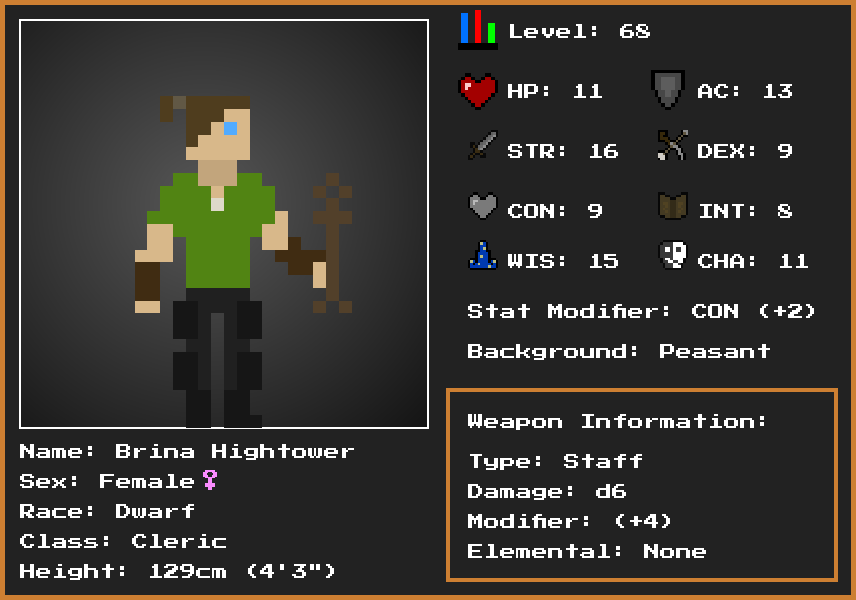 Level: 68
HP: 11 AC: 13
STR: 16 DEX: 9
CON: 9 INT: 8
WIS: 15 CHA: 11
Stat Modifier: CON (+2)
Background: Peasant
Weapon Information:
Type: Staff
Damage: d6
Modifier: (+4)
Elemental: None
Name: Brina Hightower
Sex: Female♀
Race: Dwarf
Class: Cleric
Height: 129cm (4'3")